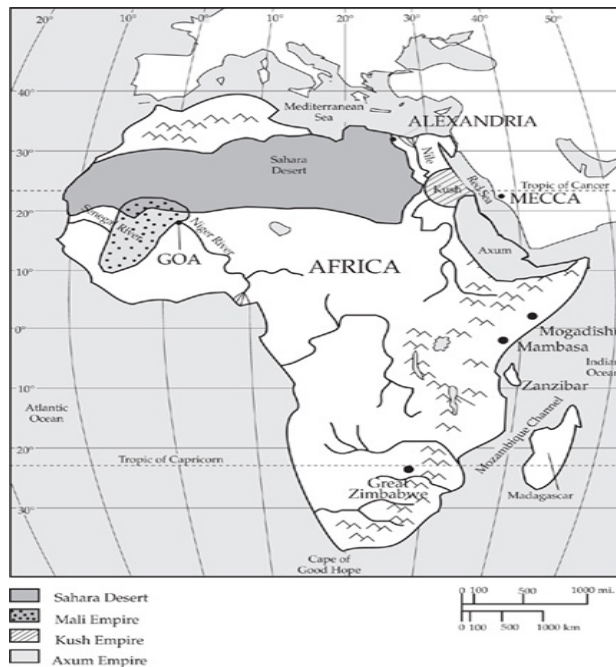 20°
10°
0°
10°
20°
30°
40°
50°
40°
Mediterranean
Sea
ALEXANDRIA
30°
Sahara
Desert
Nile
Red Sea
Kush
Tropic of Cancer
MECCA
20°
Senegal
River
Niger River
GOA
Axum
10°
AFRICA
0°
Mogadishu
Mambasa
Indian
Ocean
Zanzibar
10°
Atlantic
Ocean
Mozambique Channel
20°
Tropic of Capricorn
Great
Zimbabwe
Madagascar
30°
Cape of
Good Hope
Sahara Desert
Mali Empire
Kush Empire
Axum Empire
0 100 500 1000 mi.
0 100 500 1000 km